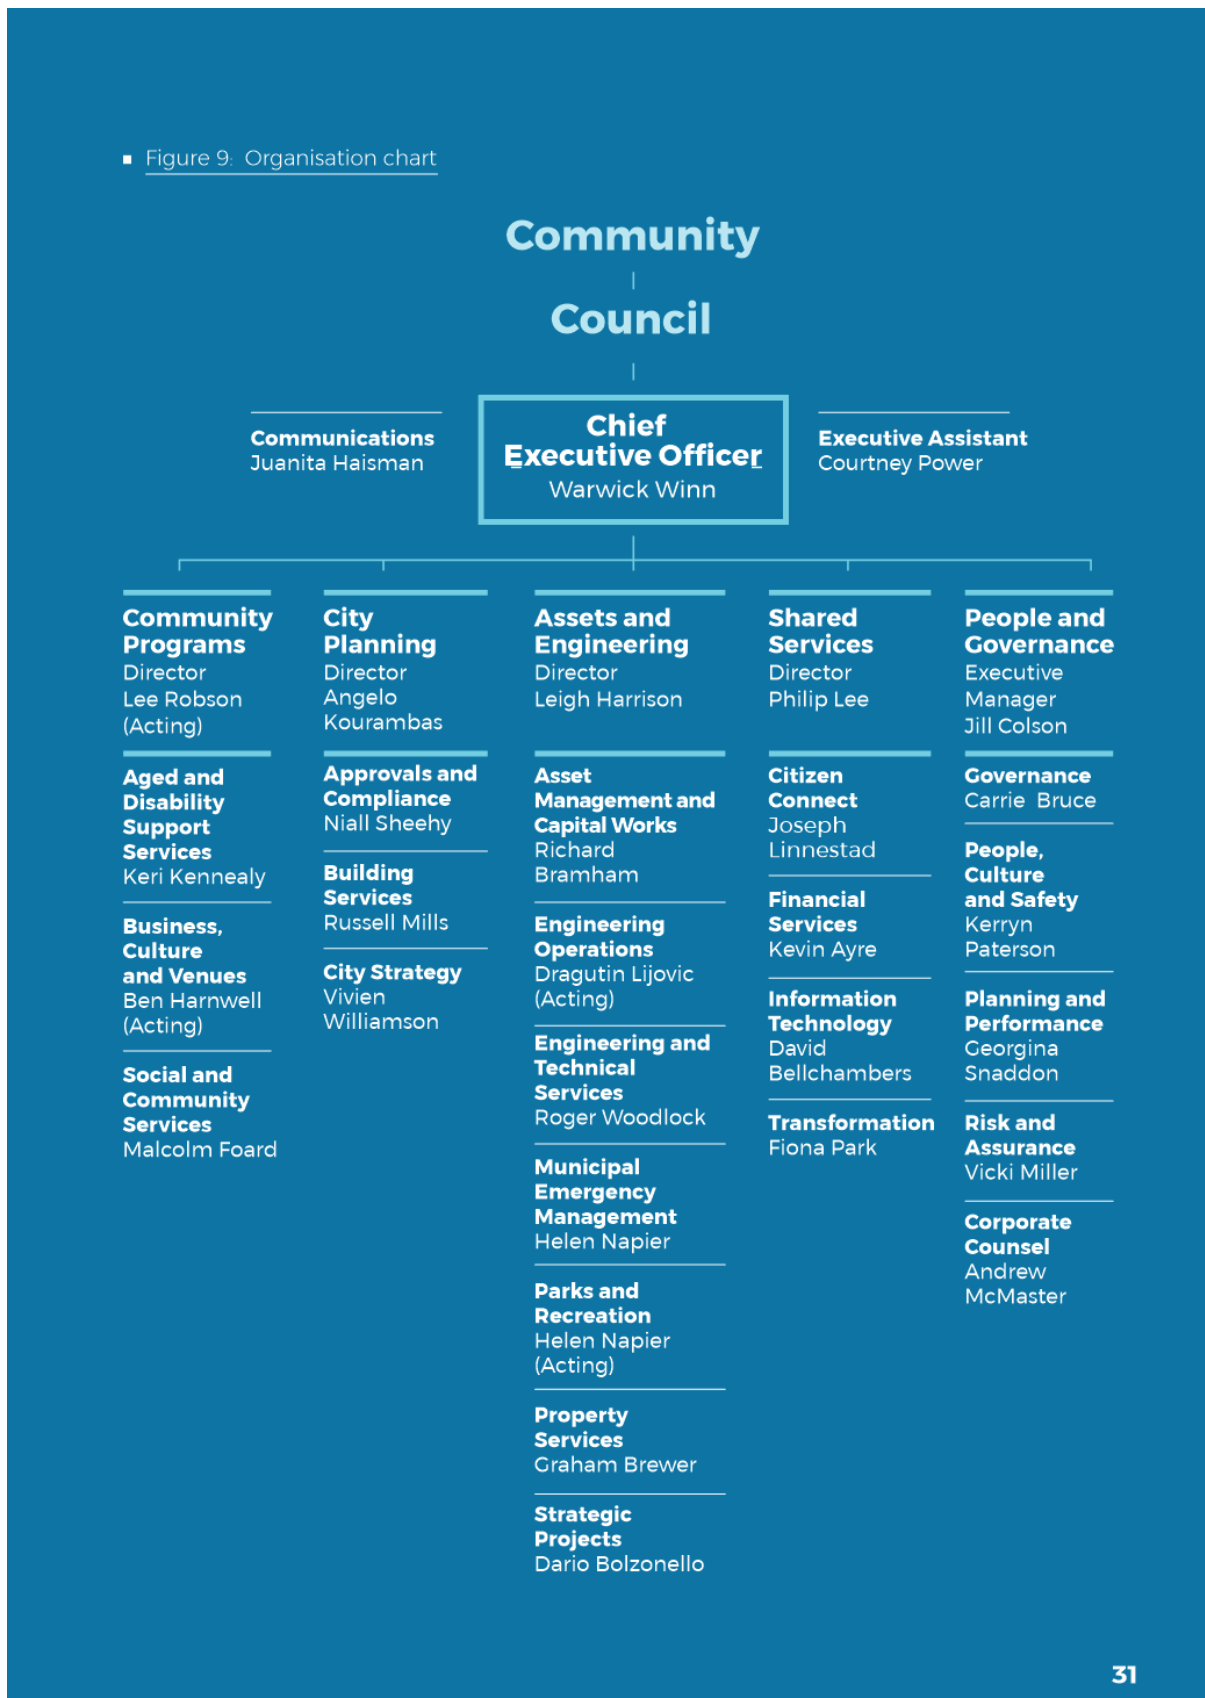 Figure 9: Organisation chart
Community
Council
Chief
Executive Officer
Warwick Winn
Communications
Juanita Haisman
Executive Assistant
Courtney Power
Community
Programs
Director
Lee Robson
(Acting)
Aged and
Disability
Support
Services
Keri Kennealy
Business,
Culture
and Venues
Ben Harnwell
(Acting)
Social and
Community
Services
Malcolm Foard
City
Planning
Director
Angelo
Kourambas
Approvals and
Compliance
Niall Sheehy
Building
Services
Russell Mills
City Strategy
Vivien
Williamson
Assets and
Engineering
Director
Leigh Harrison
Asset
Management and
Capital Works
Richard
Bramham
Engineering
Operations
Dragutin Lijovic
(Acting)
Engineering and
Technical
Services
Roger Woodlock
Municipal
Emergency
Management
Helen Napier
Parks and
Recreation
Helen Napier
(Acting)
Property
Services
Graham Brewer
Strategic
Projects
Dario Bolzonello
Shared
Services
Director
Philip Lee
Citizen
Connect
Joseph
Linnestad
Financial
Services
Kevin Ayre
Information
Technology
David
Bellchambers
Transformation
Fiona Park
People and
Governance
Executive
Manager
Jill Colson
Governance
Carrie Bruce
People,
Culture
and Safety
Kerryn
Paterson
Planning and
Performance
Georgina
Snaddon
Risk and
Assurance
Vicki Miller
Corporate
Counsel
Andrew
McMaster
31